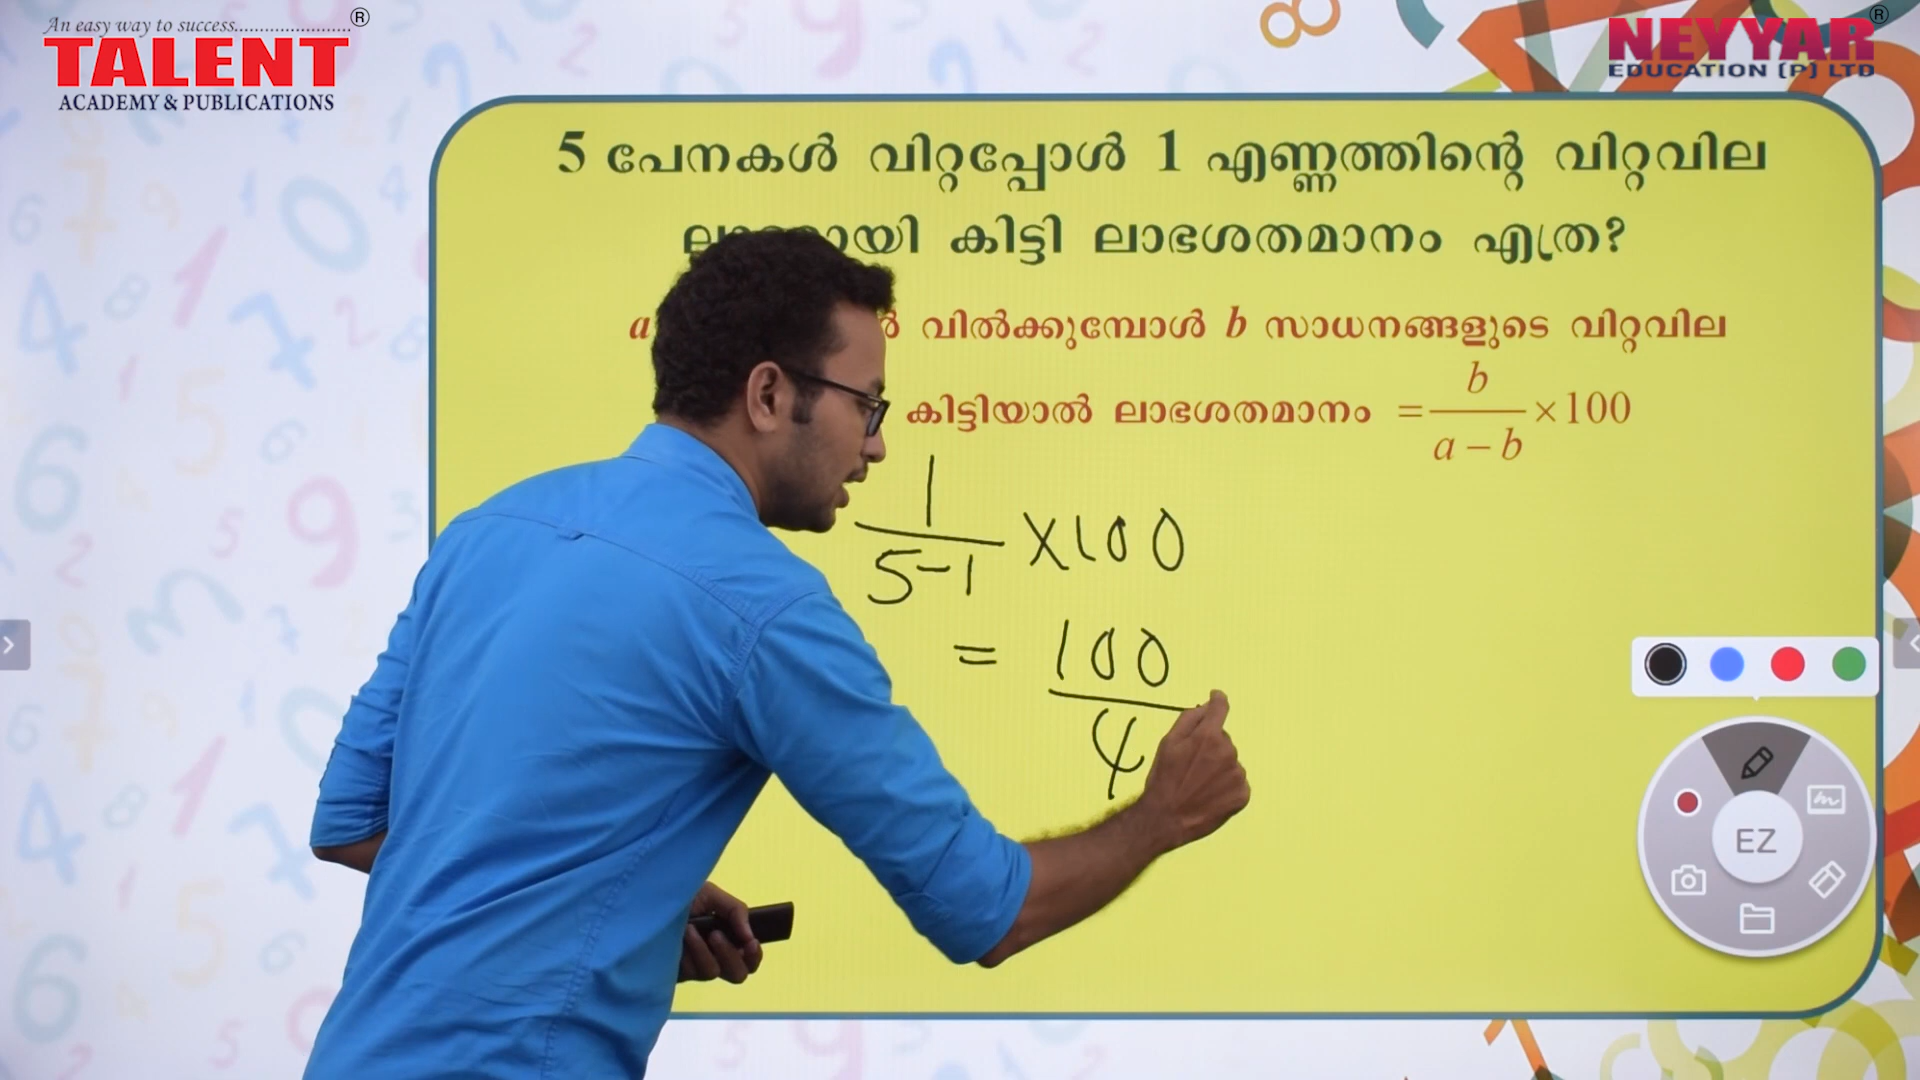 An easy way to success.......................®
TALENT
ACADEMY & PUBLICATIONS
NEYYAR®
EDUCATION (P) LTD
5 പേനകൾ വിറ്റപ്പോൾ 1 എണ്ണത്തിന്റെ വിറ്റവില
കിട്ടി ലാഭശതമാനം എത്ര?
a വിൽക്കുമ്പോൾ b സാധനങ്ങളുടെ വിറ്റവില
കിട്ടിയാൽ ലാഭശതമാനം = b / a – b × 100
1 / 5-1 × 100
= 100 / 4
EZ